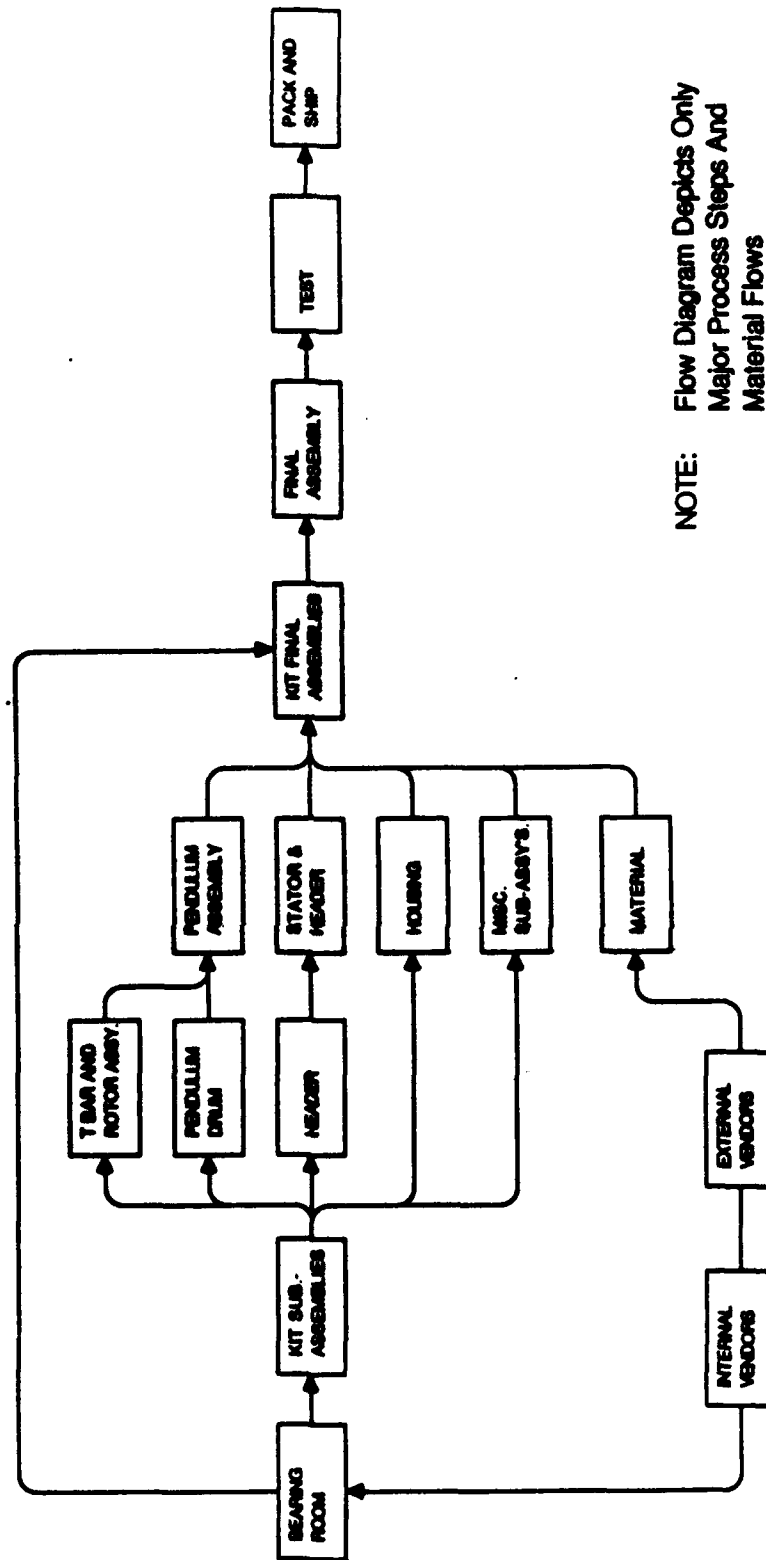 BEARING
ROOM
KIT SUB.-
ASSEMBLIES
T BAR AND
ROTOR ASSY.
PENDULUM
DRUM
HEADER
PENDULUM
ASSEMBLY
STATOR &
HEADER
HOUSING
MISC.
SUB-ASSY'S.
MATERIAL
INTERNAL
VENDORS
EXTERNAL
VENDORS
KIT FINAL
ASSEMBLIES
FINAL
ASSEMBLY
TEST
PACK AND
SHIP
NOTE: Flow Diagram Depicts Only
Major Process Steps And
Material Flows